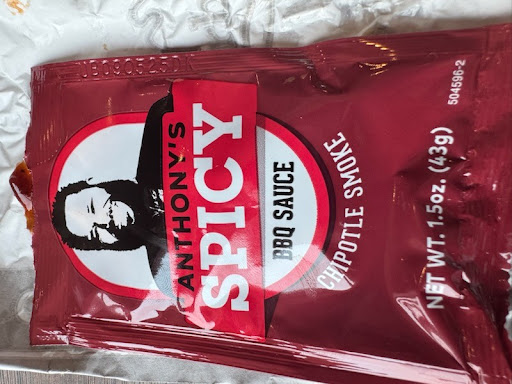 ANTHONY'S
SPICY
BBQ SAUCE
CHIPOTLE SMOKE
NET WT. 1.5oz. (43g)
504596-2